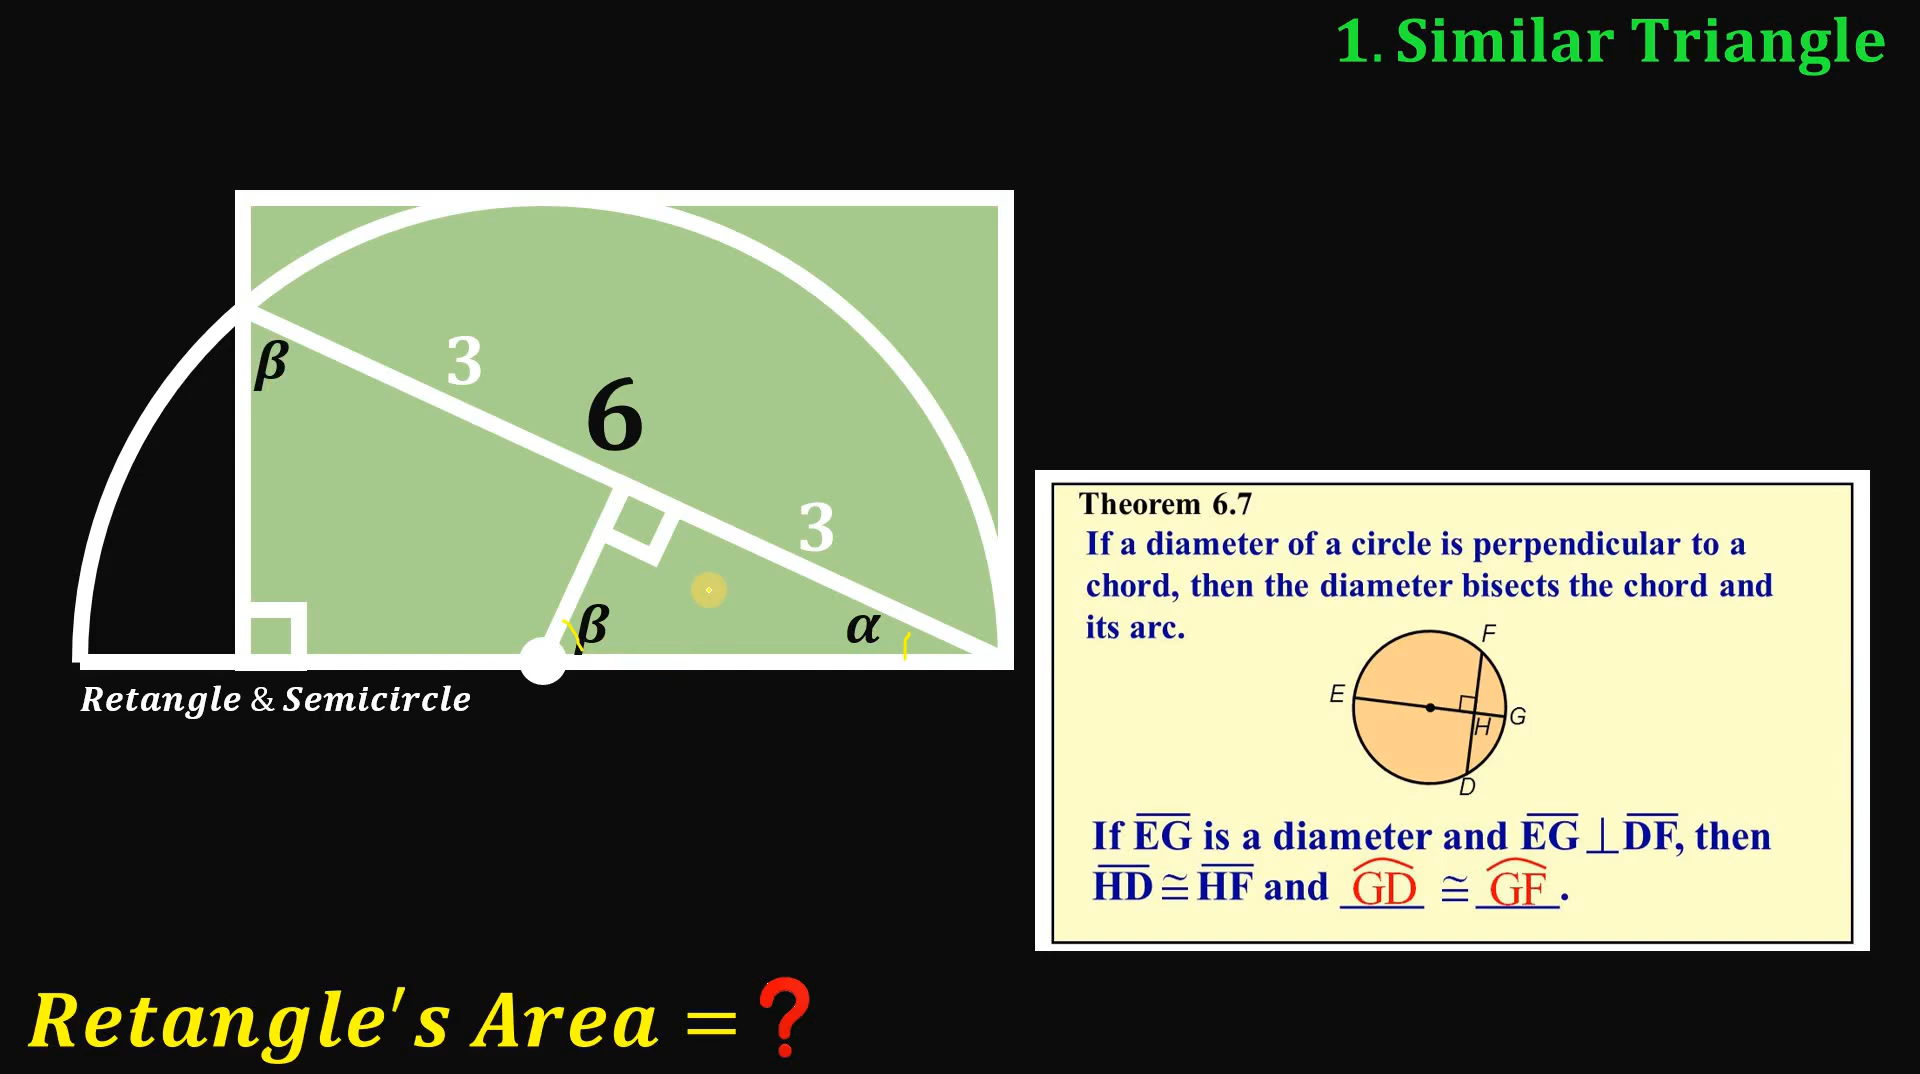 1. Similar Triangle
β
3
6
3
β
α
Retangle & Semicircle
Theorem 6.7
If a diameter of a circle is perpendicular to a
chord, then the diameter bisects the chord and
its arc.
F
E
G
H
D
If EG is a diameter and EG ⊥ DF, then
HD ≅ HF and GD ≅ GF.
Retangle's Area = ?